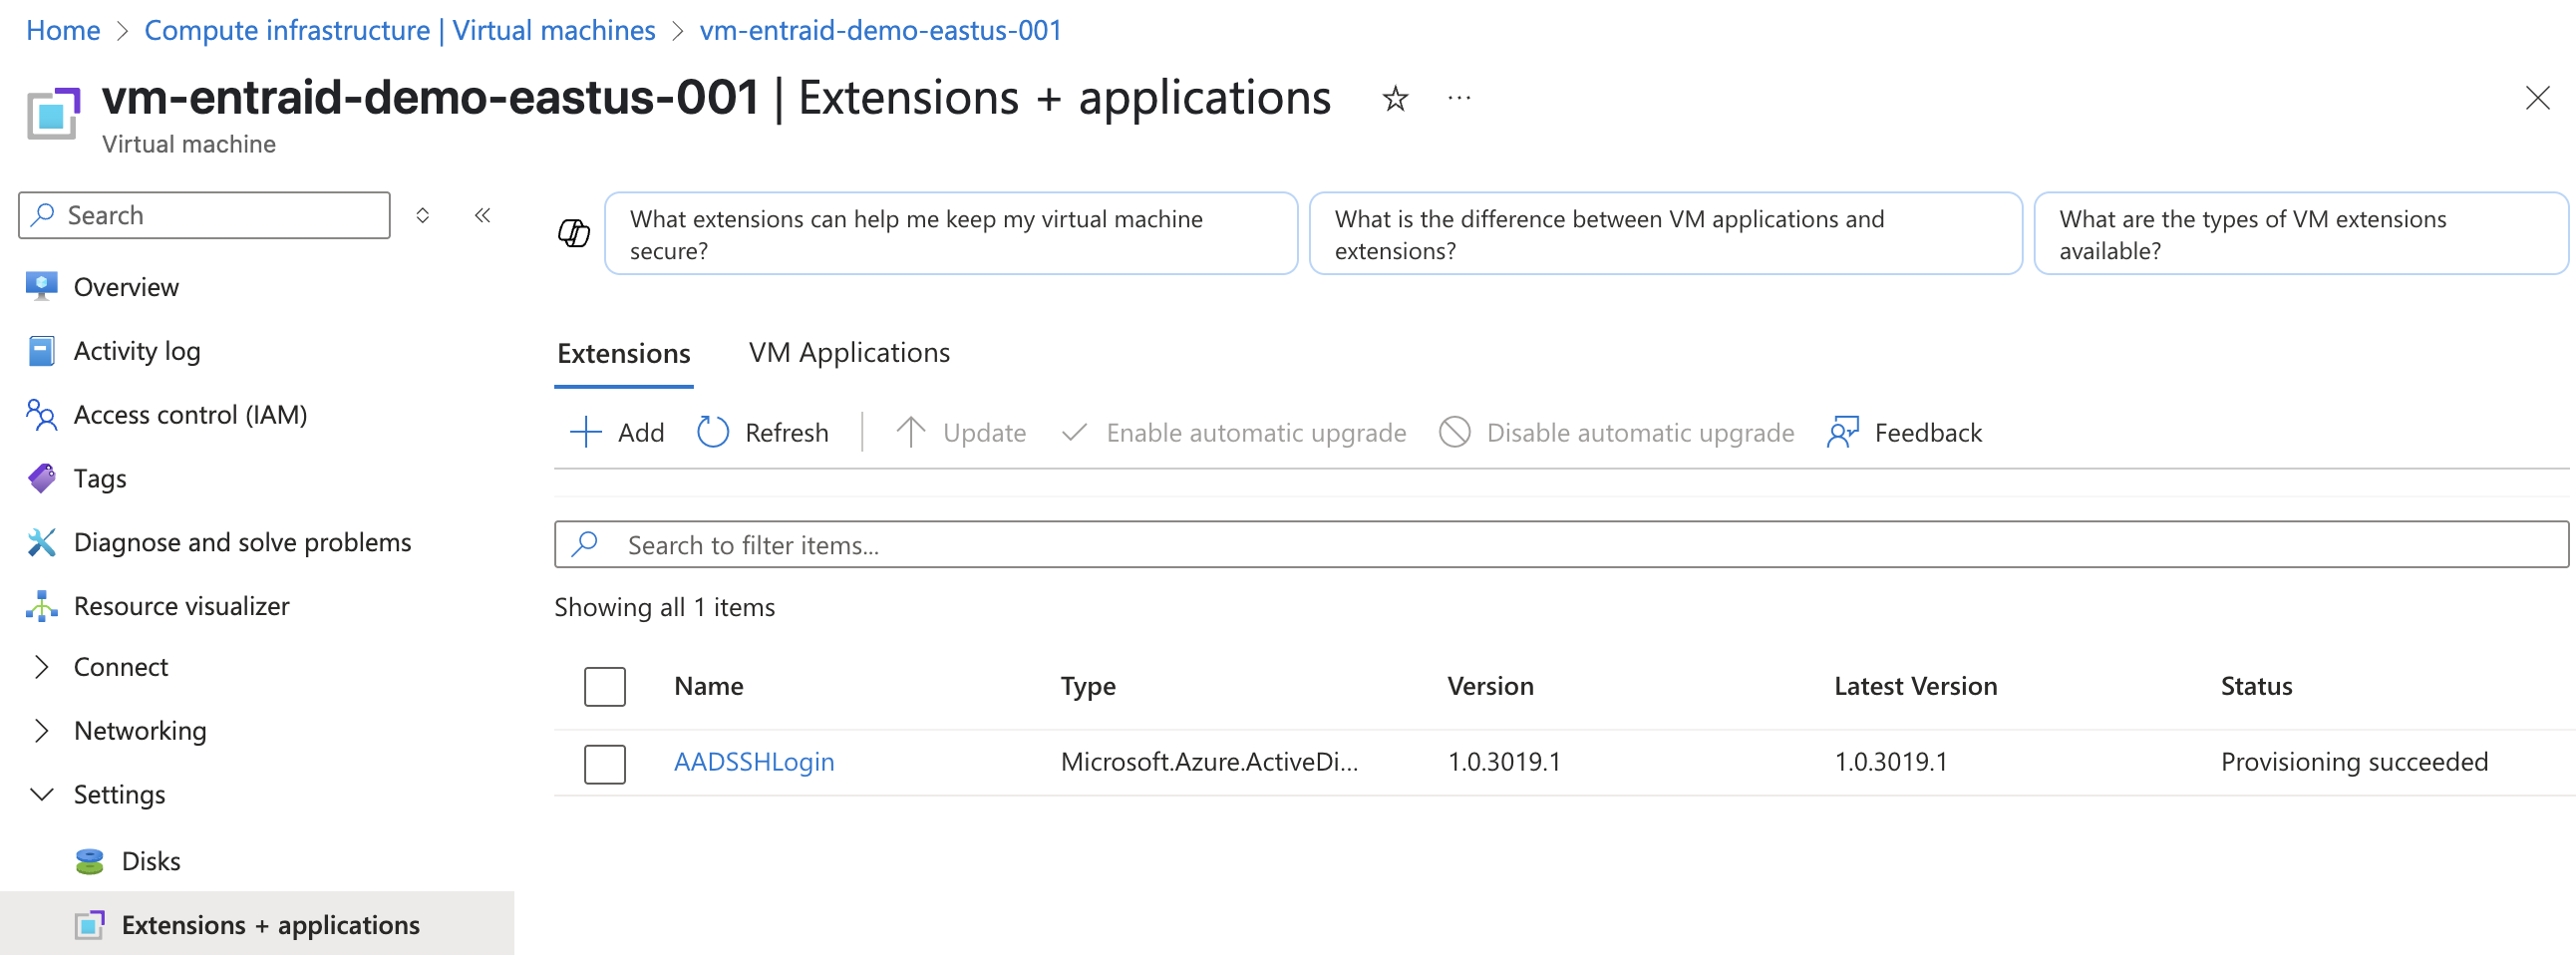 Home > Compute infrastructure | Virtual machines > vm-entraid-demo-eastus-001
vm-entraid-demo-eastus-001 | Extensions + applications
Virtual machine
Search
Overview
Activity log
Access control (IAM)
Tags
Diagnose and solve problems
Resource visualizer
Connect
Networking
Settings
Disks
Extensions + applications
What extensions can help me keep my virtual machine
secure?
What is the difference between VM applications and
extensions?
What are the types of VM extensions
available?
Extensions VM Applications
Add Refresh Update Enable automatic upgrade Disable automatic upgrade Feedback
Search to filter items...
Showing all 1 items
Name Type Version Latest Version Status
AADSSHLogin Microsoft.Azure.ActiveDi... 1.0.3019.1 1.0.3019.1 Provisioning succeeded